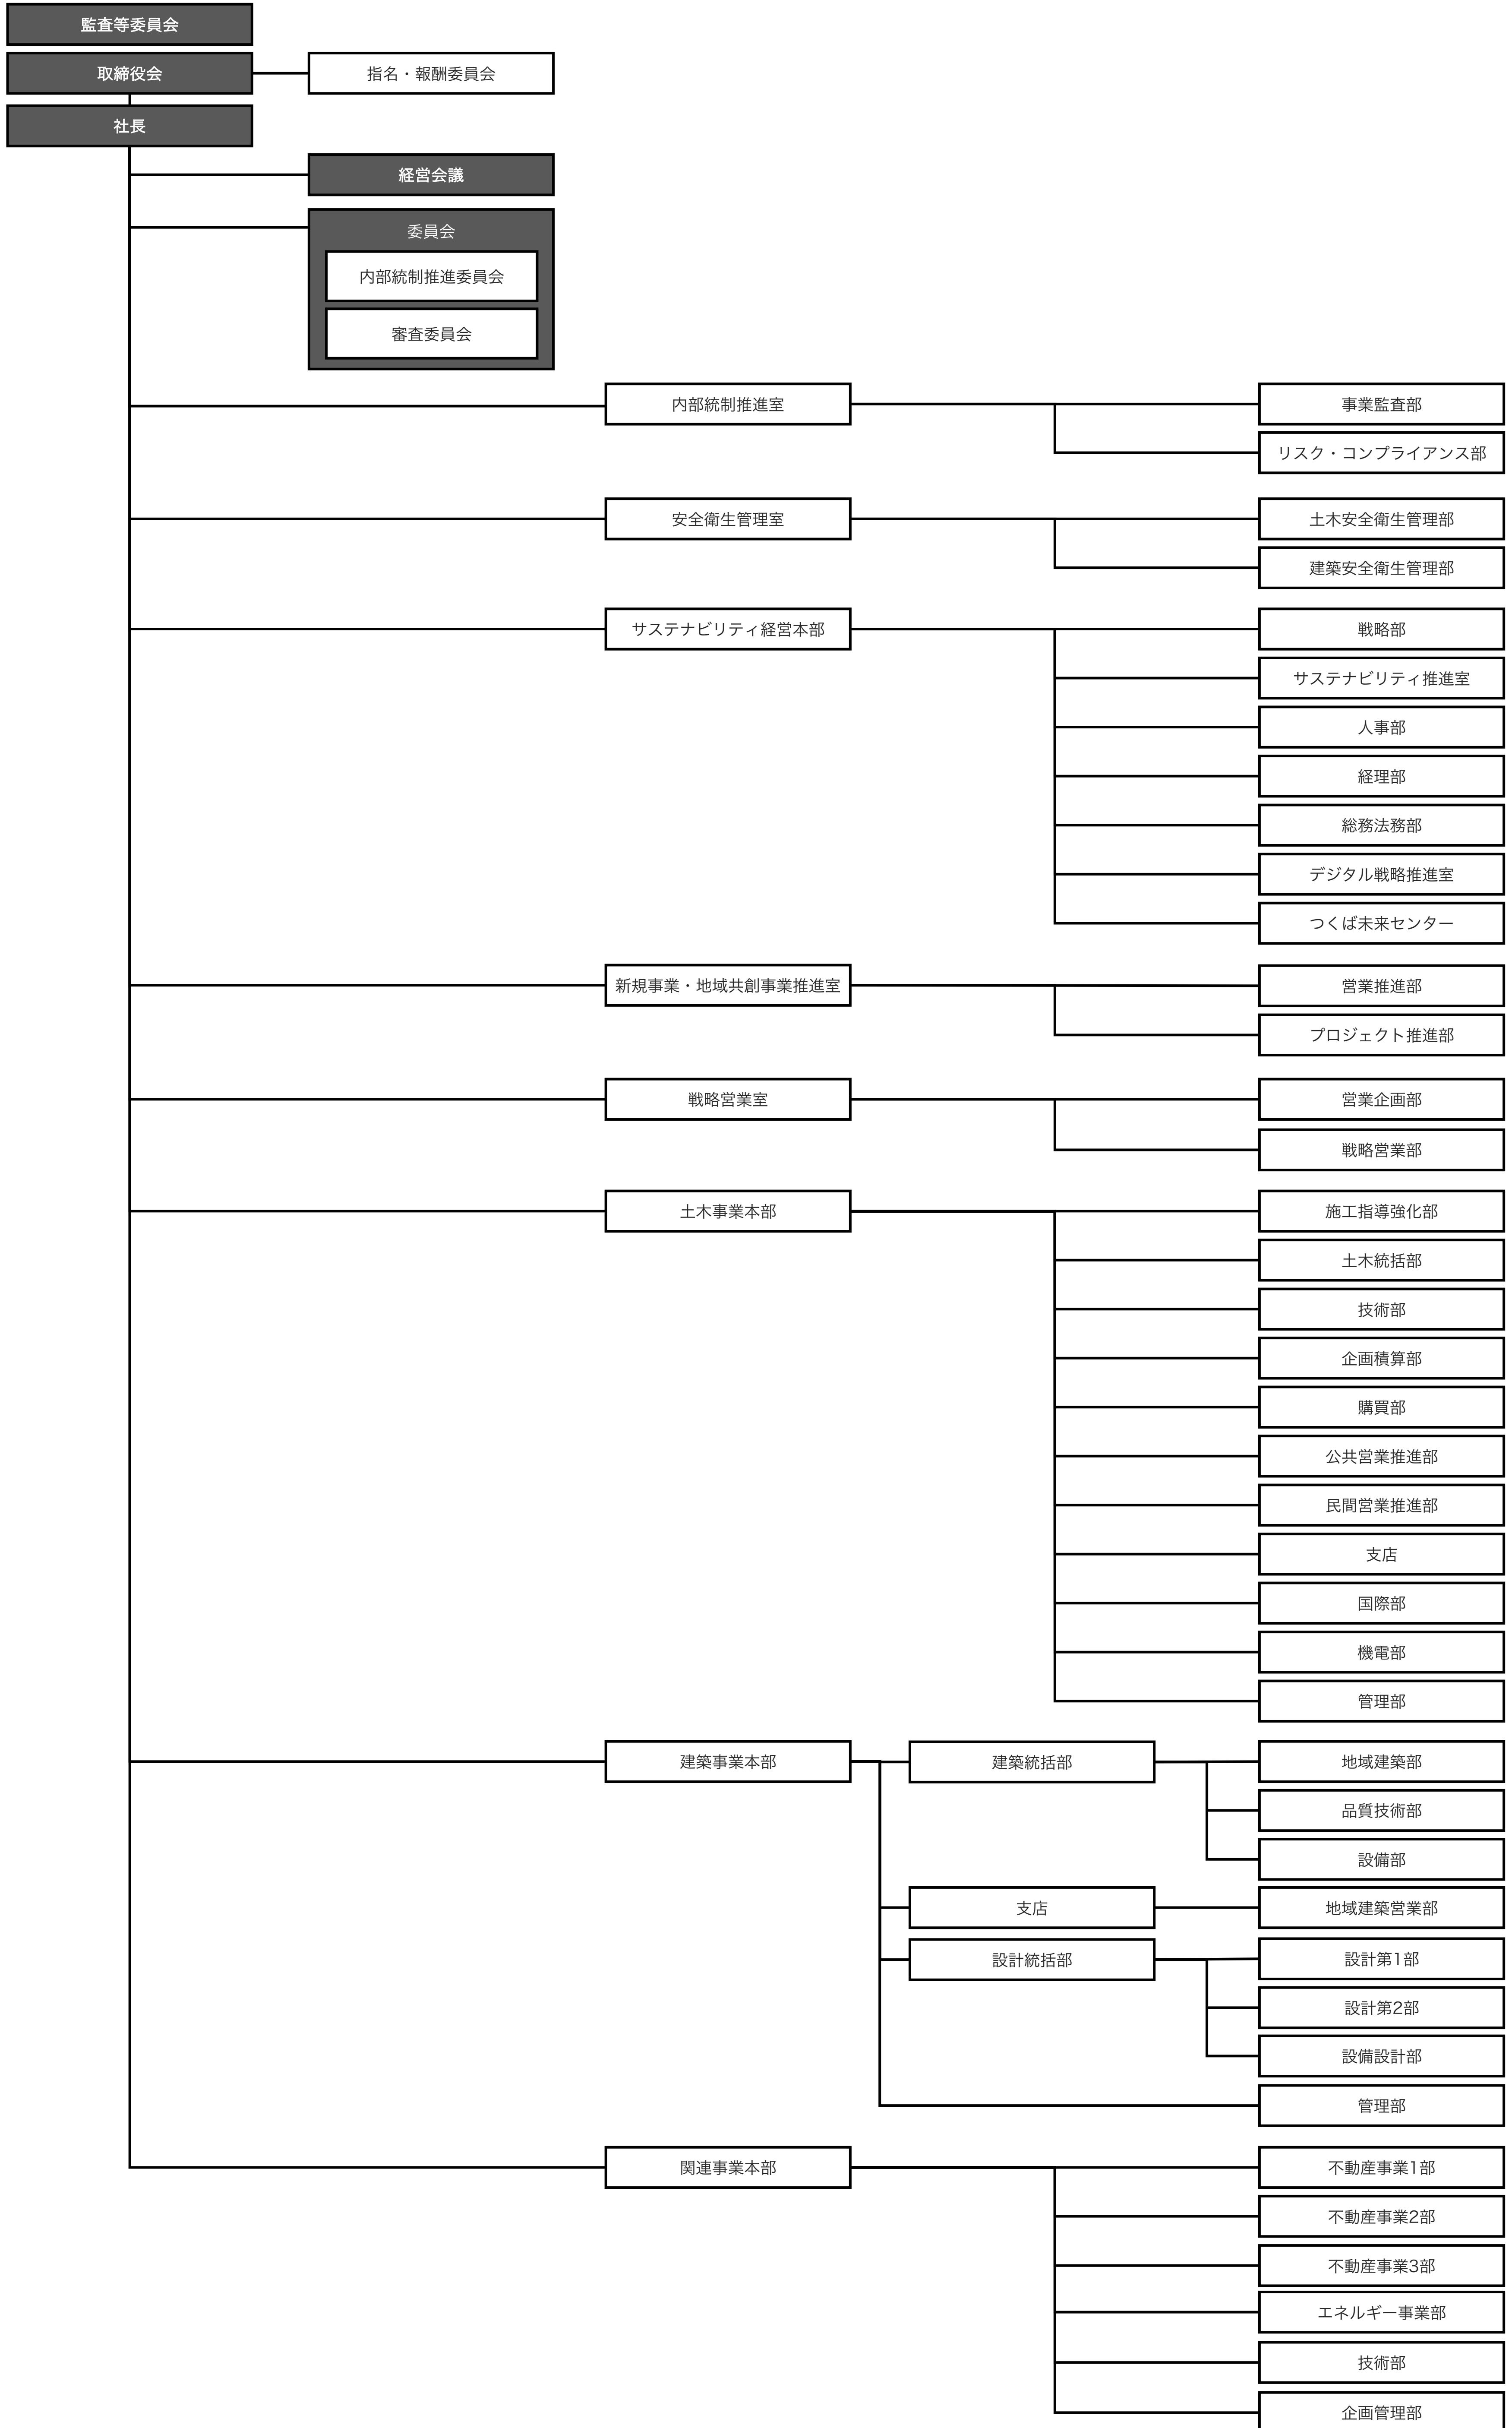 監査等委員会
取締役会
指名・報酬委員会
社長
経営会議
委員会
内部統制推進委員会
審査委員会
内部統制推進室
事業監査部
リスク・コンプライアンス部
安全衛生管理室
土木安全衛生管理部
建築安全衛生管理部
サステナビリティ経営本部
戦略部
サステナビリティ推進室
人事部
経理部
総務法務部
デジタル戦略推進室
つくば未来センター
新規事業・地域共創事業推進室
営業推進部
プロジェクト推進部
戦略営業室
営業企画部
戦略営業部
土木事業本部
施工指導強化部
土木統括部
技術部
企画積算部
購買部
公共営業推進部
民間営業推進部
支店
国際部
機電部
管理部
建築事業本部
建築統括部
地域建築部
品質技術部
設備部
支店
地域建築営業部
設計統括部
設計第1部
設計第2部
設備設計部
管理部
関連事業本部
不動産事業1部
不動産事業2部
不動産事業3部
エネルギー事業部
技術部
企画管理部